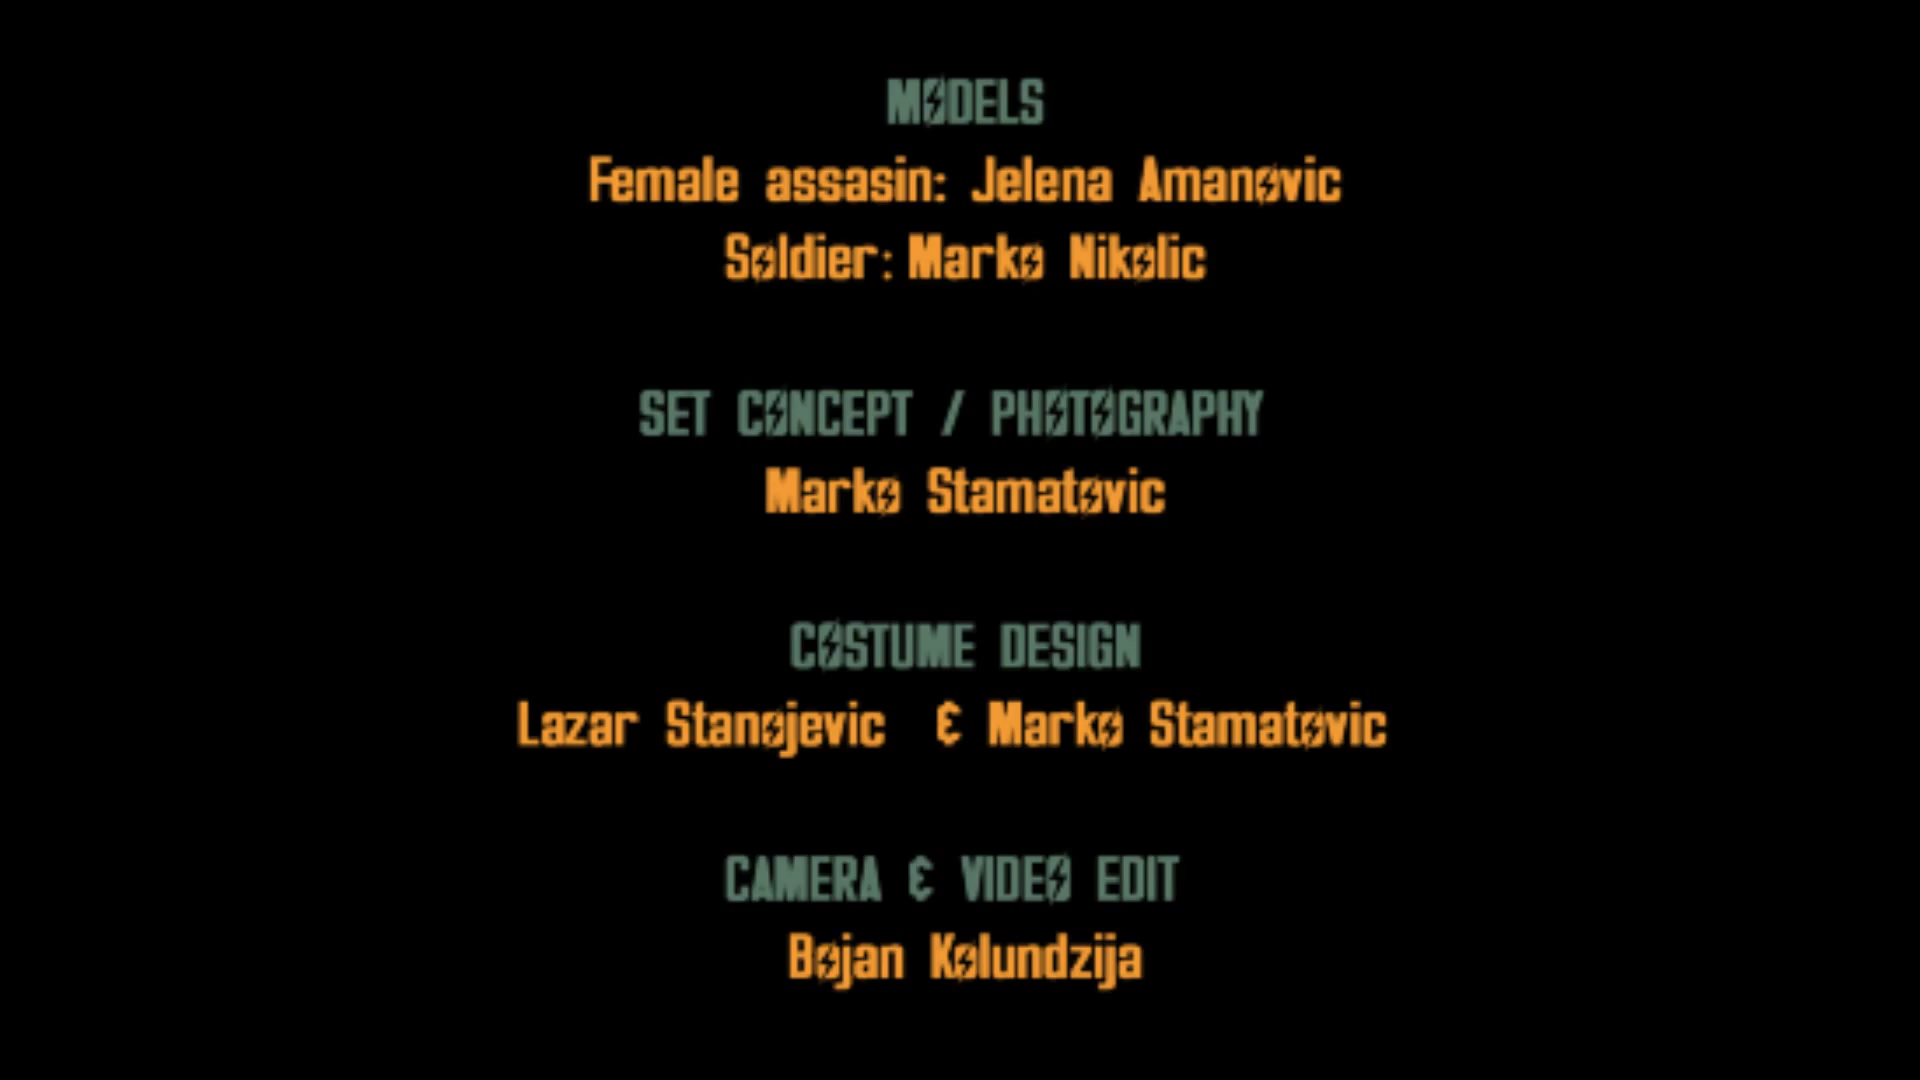 MODELS
Female assasin: Jelena Amanovic
Soldier: Marko Nikolic
SET CONCEPT / PHOTOGRAPHY
Marko Stamatovic
COSTUME DESIGN
Lazar Stanojevic & Marko Stamatovic
CAMERA & VIDEO EDIT
Bojan Kolundzija